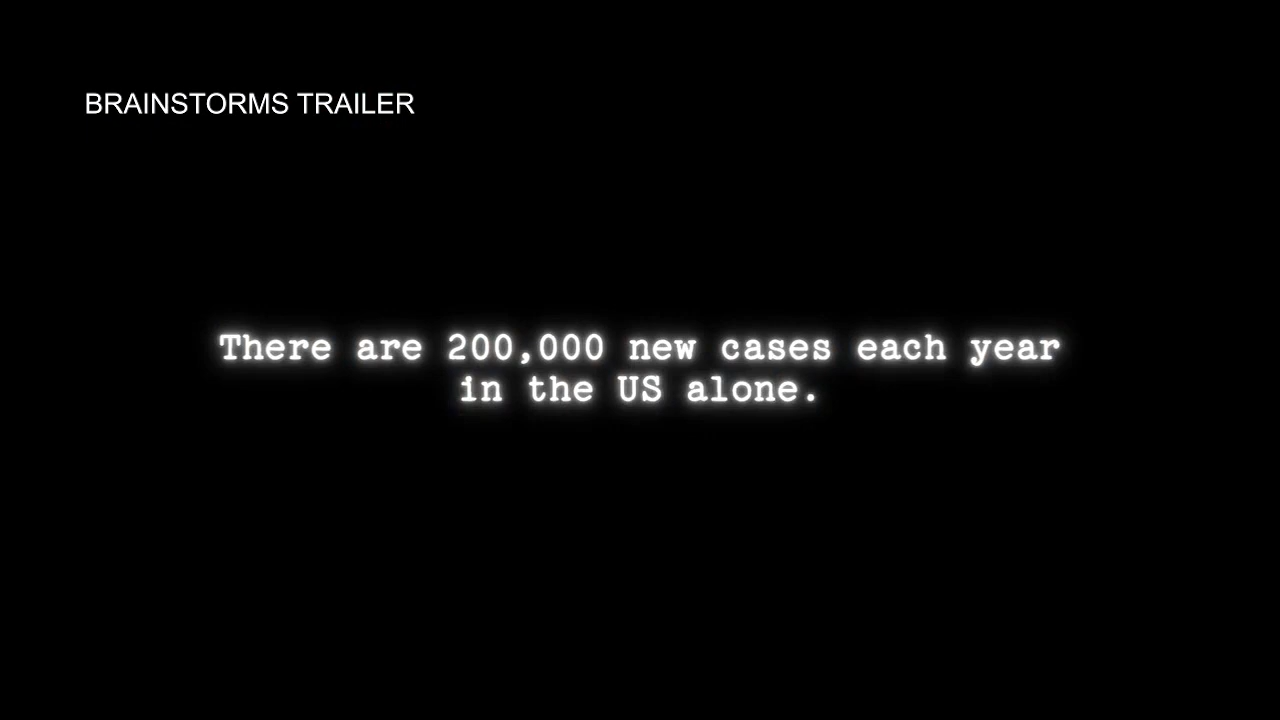 BRAINSTORMS TRAILER
There are 200,000 new cases each year
in the US alone.